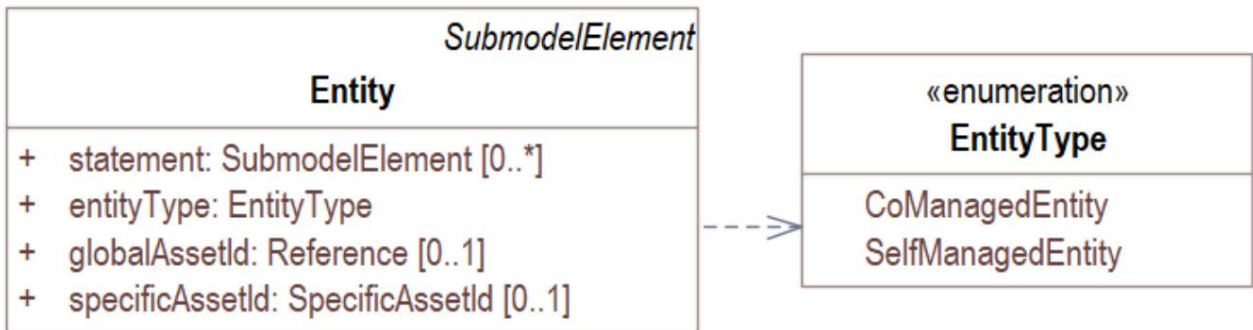 SubmodelElement
Entity
+ statement: SubmodelElement [0..*]
+ entityType: EntityType
+ globalAssetId: Reference [0..1]
+ specificAssetId: SpecificAssetId [0..1]
«enumeration»
EntityType
CoManagedEntity
SelfManagedEntity